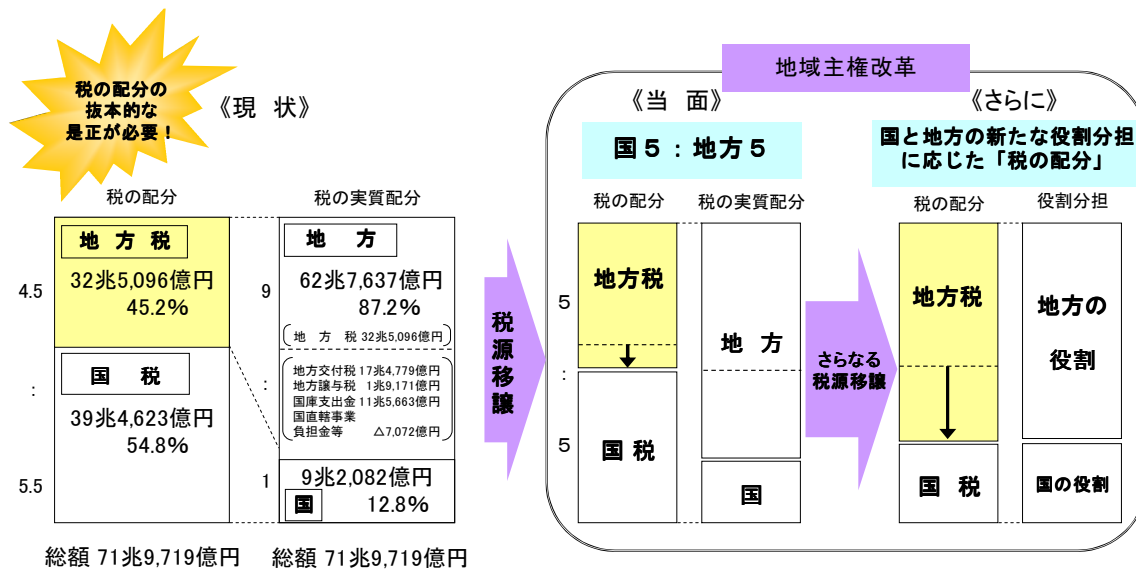 税の配分の
抜本的な
是正が必要！
《現　状》
税の配分
税の実質配分
地 方 税
32兆5,096億円
45.2%
国 税
39兆4,623億円
54.8%
4.5
:
5.5
総額 71兆9,719億円
地　方
62兆7,637億円
87.2%
地　方　税 32兆5,096億円
地方交付税 17兆4,779億円
地方譲与税 1兆9,171億円
国庫支出金 11兆5,663億円
国直轄事業
負担金等 △7,072億円
9兆2,082億円
国
12.8%
9
:
1
総額 71兆9,719億円
税源移譲
地域主権改革
《当　面》
国５：地方５
税の配分
税の実質配分
地方税
国 税
5
:
5
地 方
国
さらなる
税源移譲
《さらに》
国と地方の新たな役割分担
に応じた「税の配分」
税の配分
役割分担
地方税
国 税
地方の
役割
国の役割